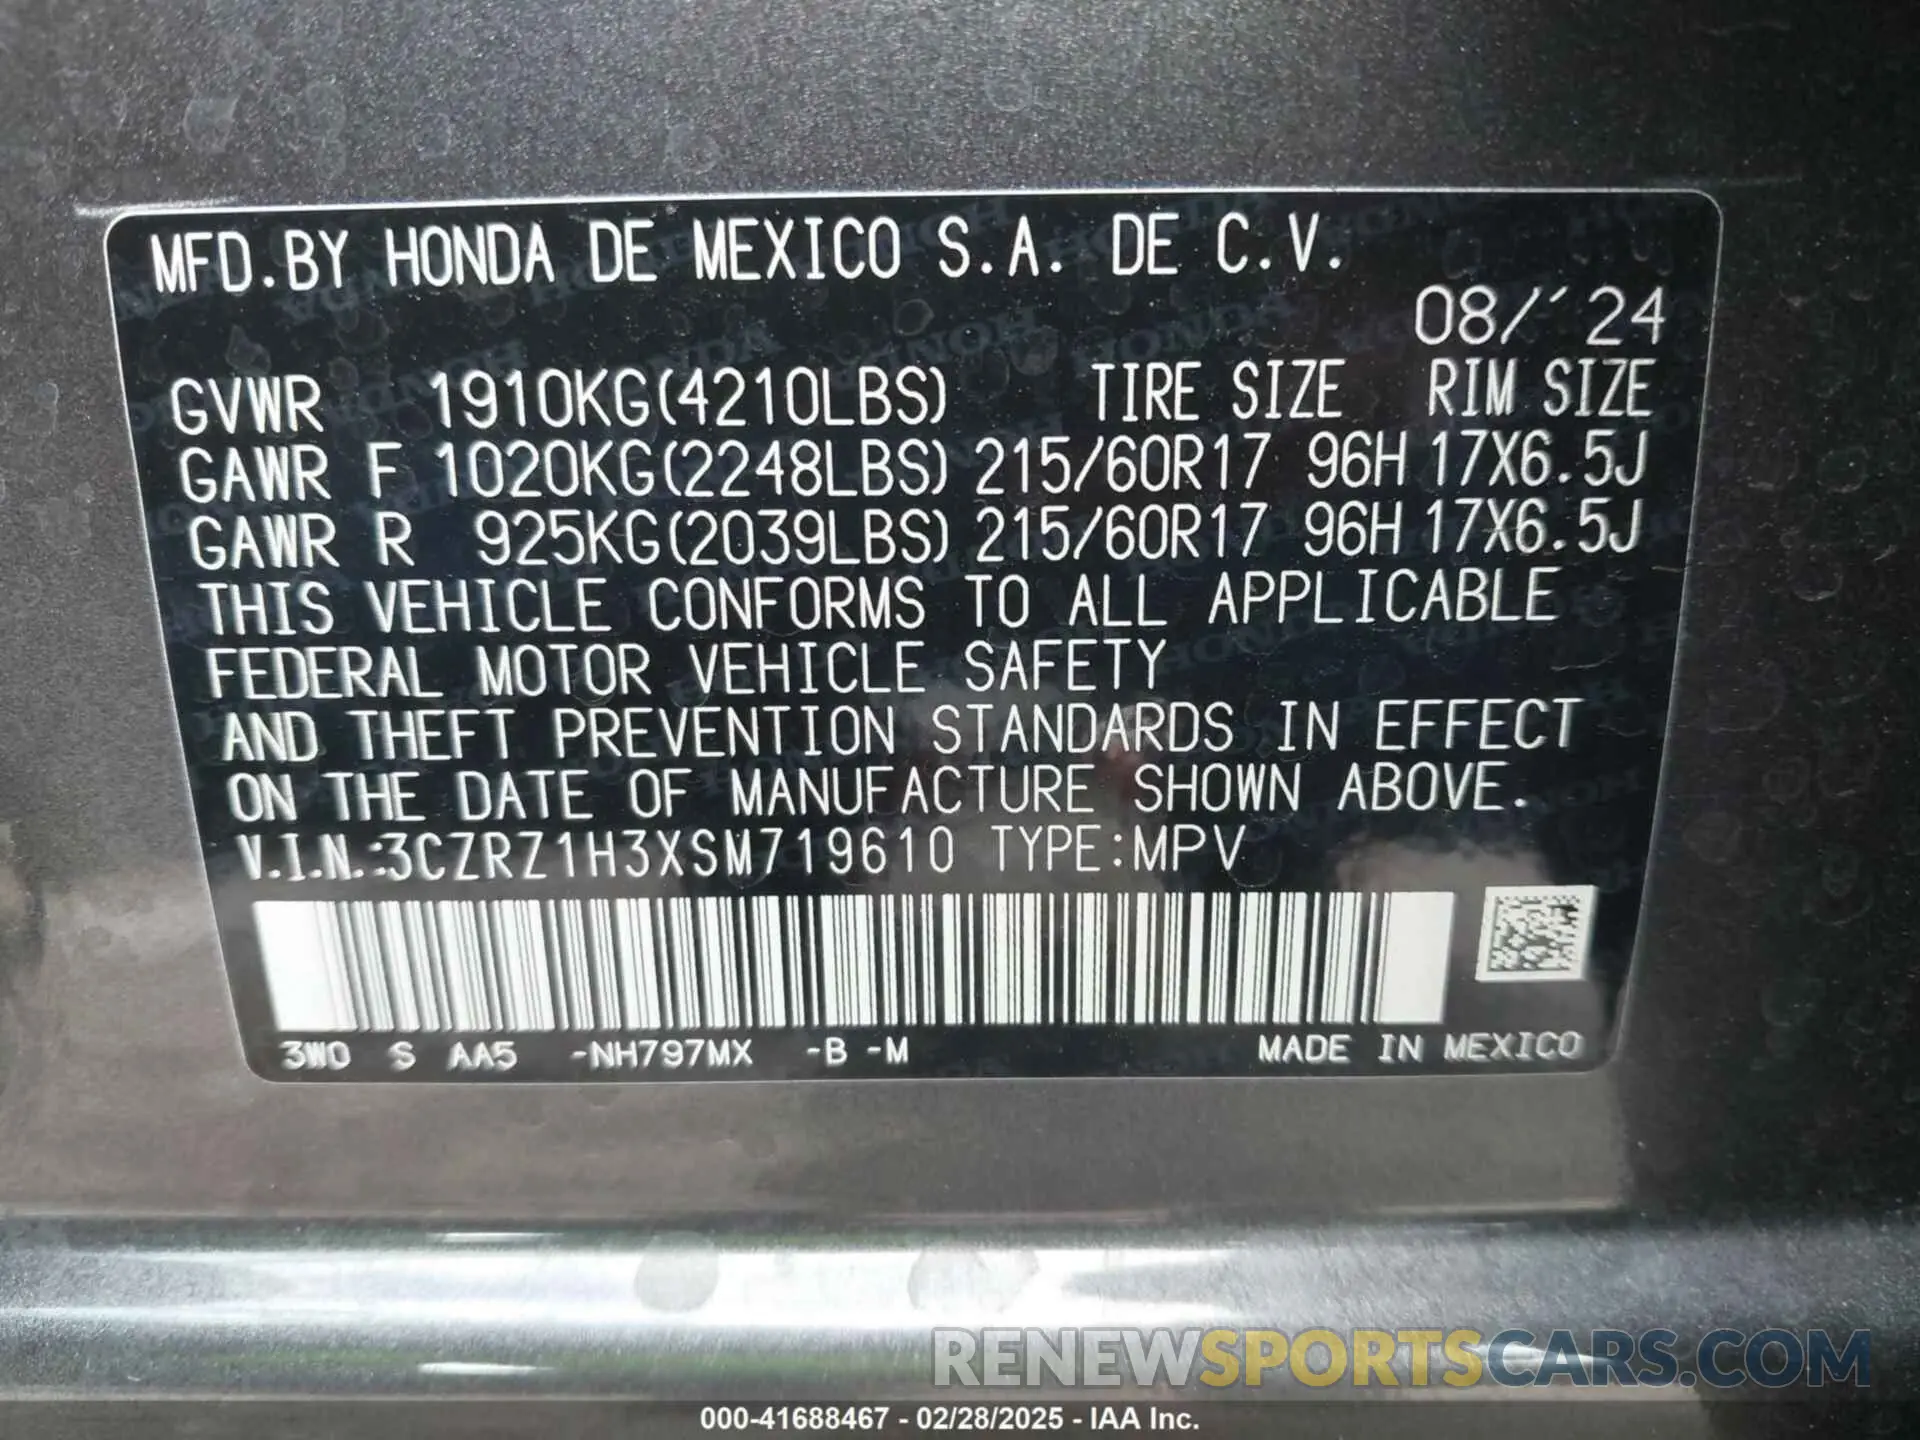 MFD.BY HONDA DE MEXICO S.A. DE C.V.
08/´24
GVWR 1910KG(4210LBS) TIRE SIZE RIM SIZE
GAWR F 1020KG(2248LBS) 215/60R17 96H 17X6.5J
GAWR R 925KG(2039LBS) 215/60R17 96H 17X6.5J
THIS VEHICLE CONFORMS TO ALL APPLICABLE
FEDERAL MOTOR VEHICLE SAFETY
AND THEFT PREVENTION STANDARDS IN EFFECT
ON THE DATE OF MANUFACTURE SHOWN ABOVE.
V.I.N.:3CZRZ1H3XSM719610 TYPE:MPV
3W0 S AA5 -NH797MX -B -M MADE IN MEXICO
RENEWSPORTSCARS.COM
000-41688467 - 02/28/2025 - IAA Inc.